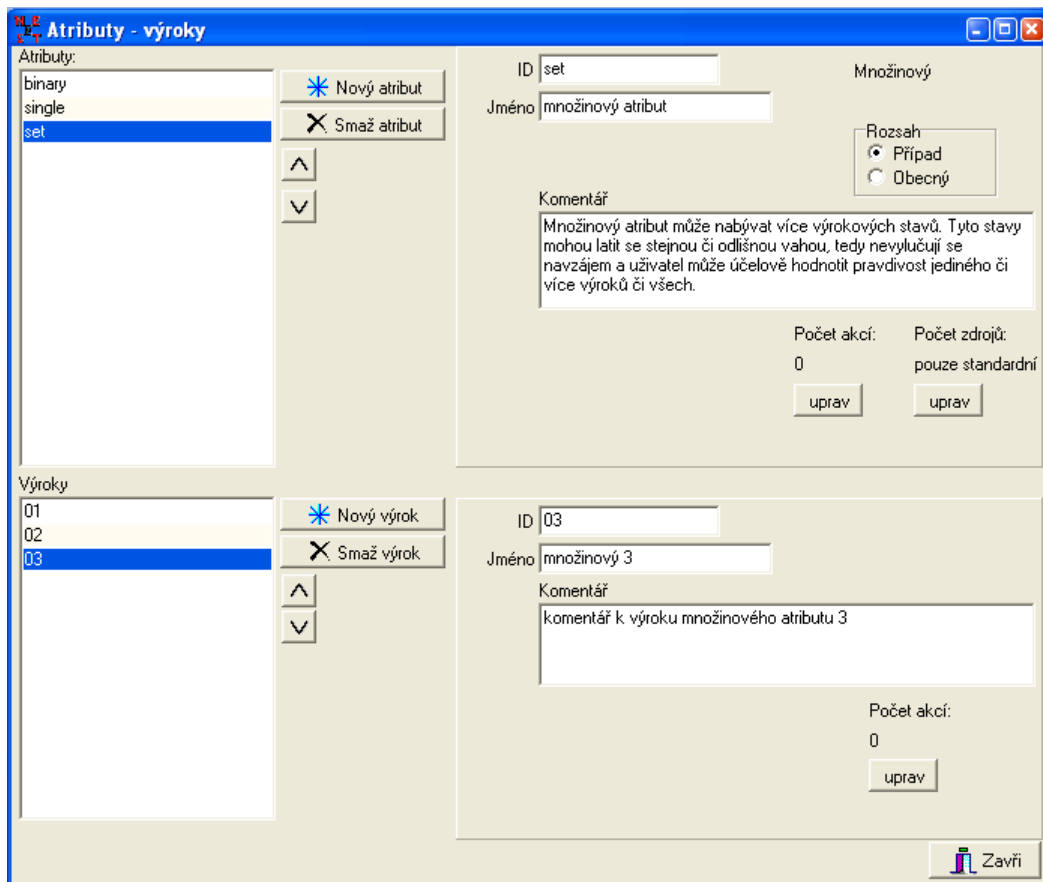 Atributy - výroky
Atributy:
binary
single
set
Nový atribut
Smaž atribut
ID set
Množinový
Jméno množinový atribut
Rozsah
Případ
Obecný
Komentář
Množinový atribut může nabývat více výrokových stavů. Tyto stavy
mohou latit se stejnou či odlišnou vahou, tedy nevylučují se
navzájem a uživatel může účelově hodnotit pravdivost jediného či
více výroků či všech.
Počet akcí: Počet zdrojů:
0 pouze standardní
uprav uprav
Výroky
01
02
03
Nový výrok
Smaž výrok
ID 03
Jméno množinový 3
Komentář
komentář k výroku množinového atributu 3
Počet akcí:
0
uprav
Zavři